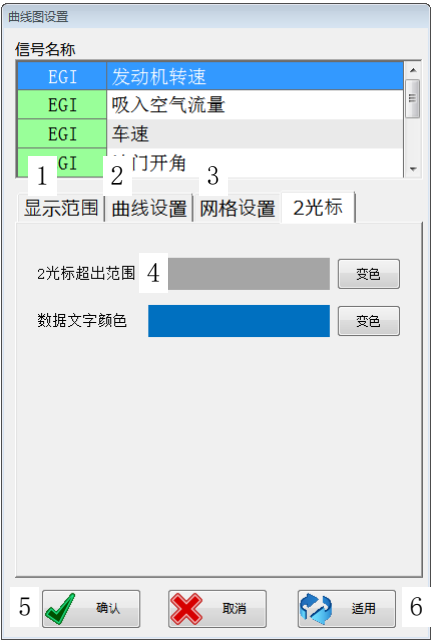 曲线图设置
信号名称
EGI 发动机转速
EGI 吸入空气流量
EGI 车速
GI 门开角
1 2 3
显示范围 曲线设置 网格设置 2光标
2光标超出范围 4 变色
数据文字颜色 变色
5 确认 取消 适用 6